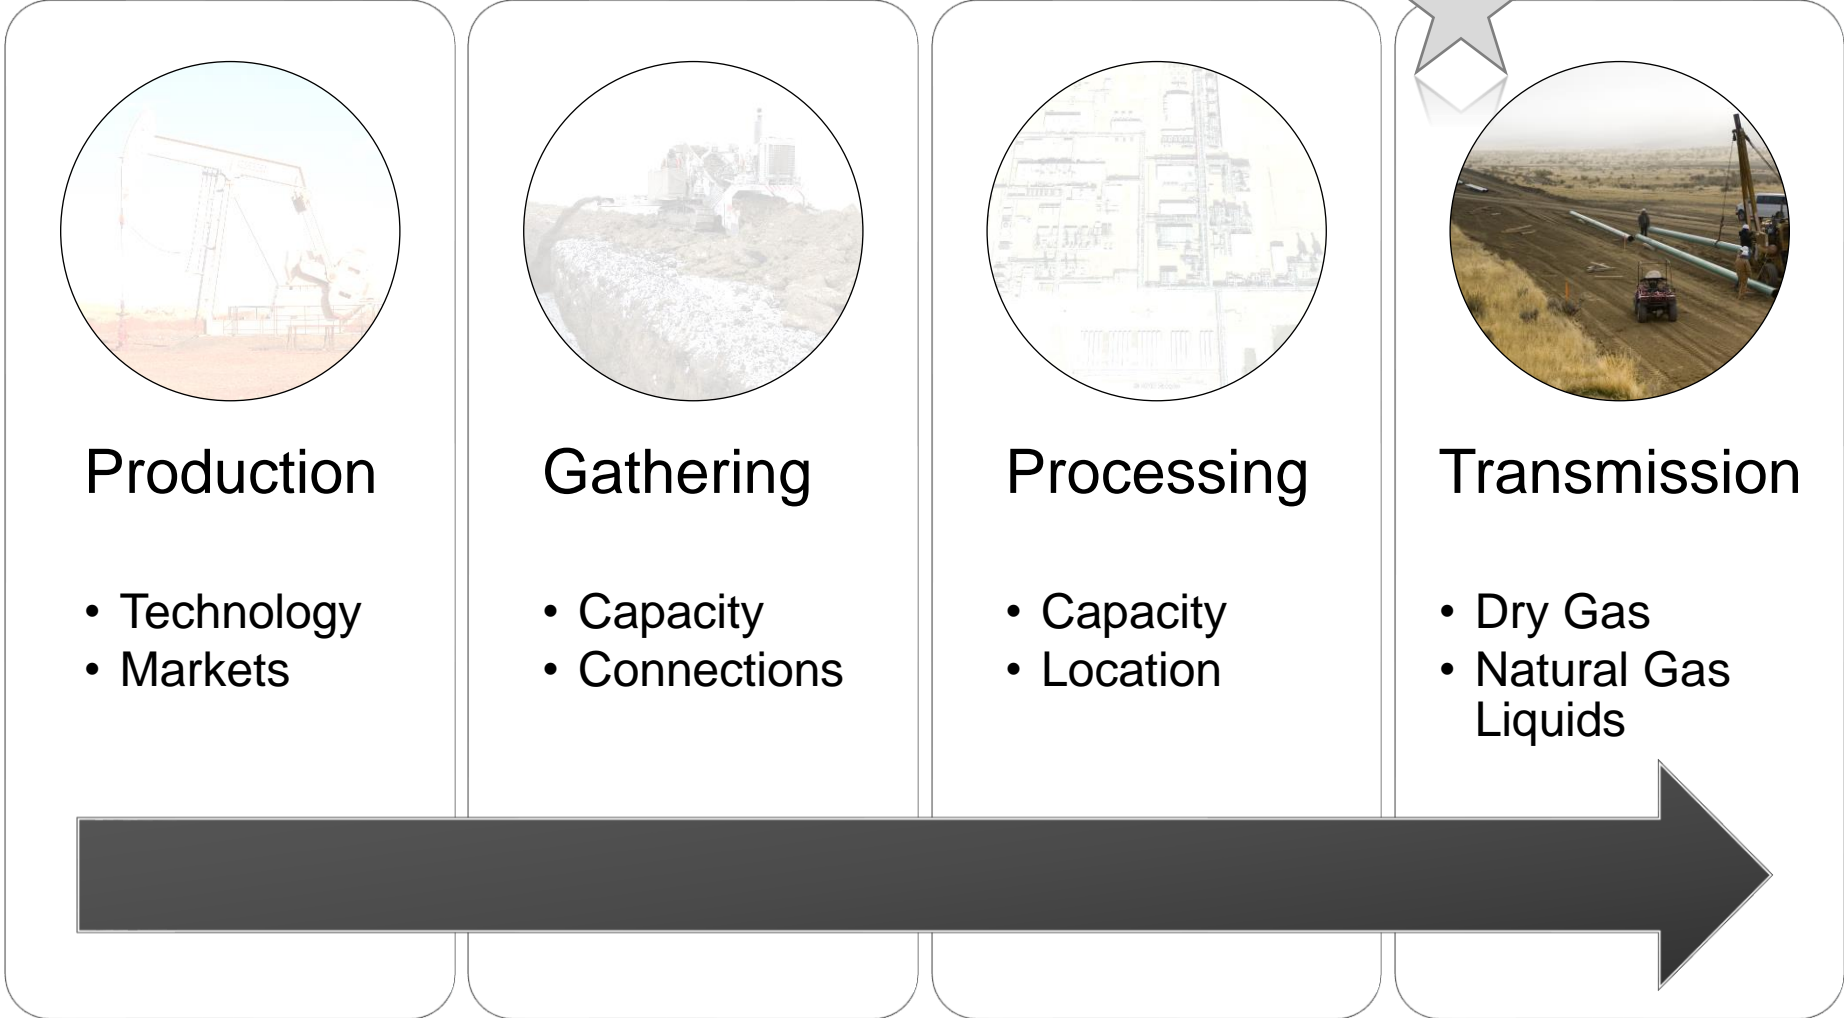 Production
• Technology
• Markets
Gathering
• Capacity
• Connections
Processing
• Capacity
• Location
Transmission
• Dry Gas
• Natural Gas
Liquids